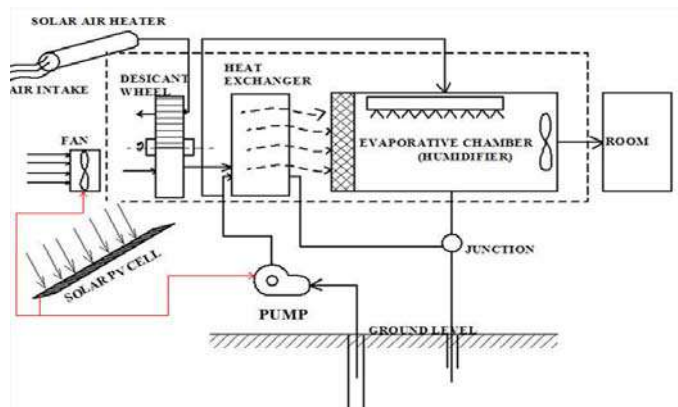 SOLAR AIR HEATER
AIR INTAKE
DESICANT
WHEEL
HEAT
EXCHANGER
FAN
EVAPORATIVE CHAMBER
(HUMIDIFIER)
ROOM
SOLAR PV CELL
JUNCTION
PUMP
GROUND LEVEL